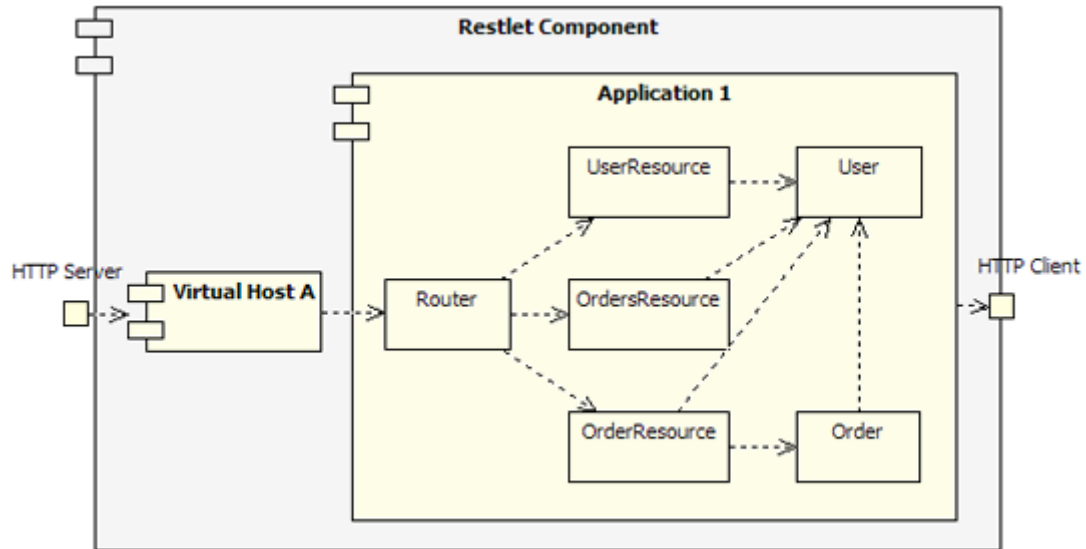 Restlet Component
Application 1
UserResource
User
HTTP Server
HTTP Client
Virtual Host A
Router
OrdersResource
OrderResource
Order